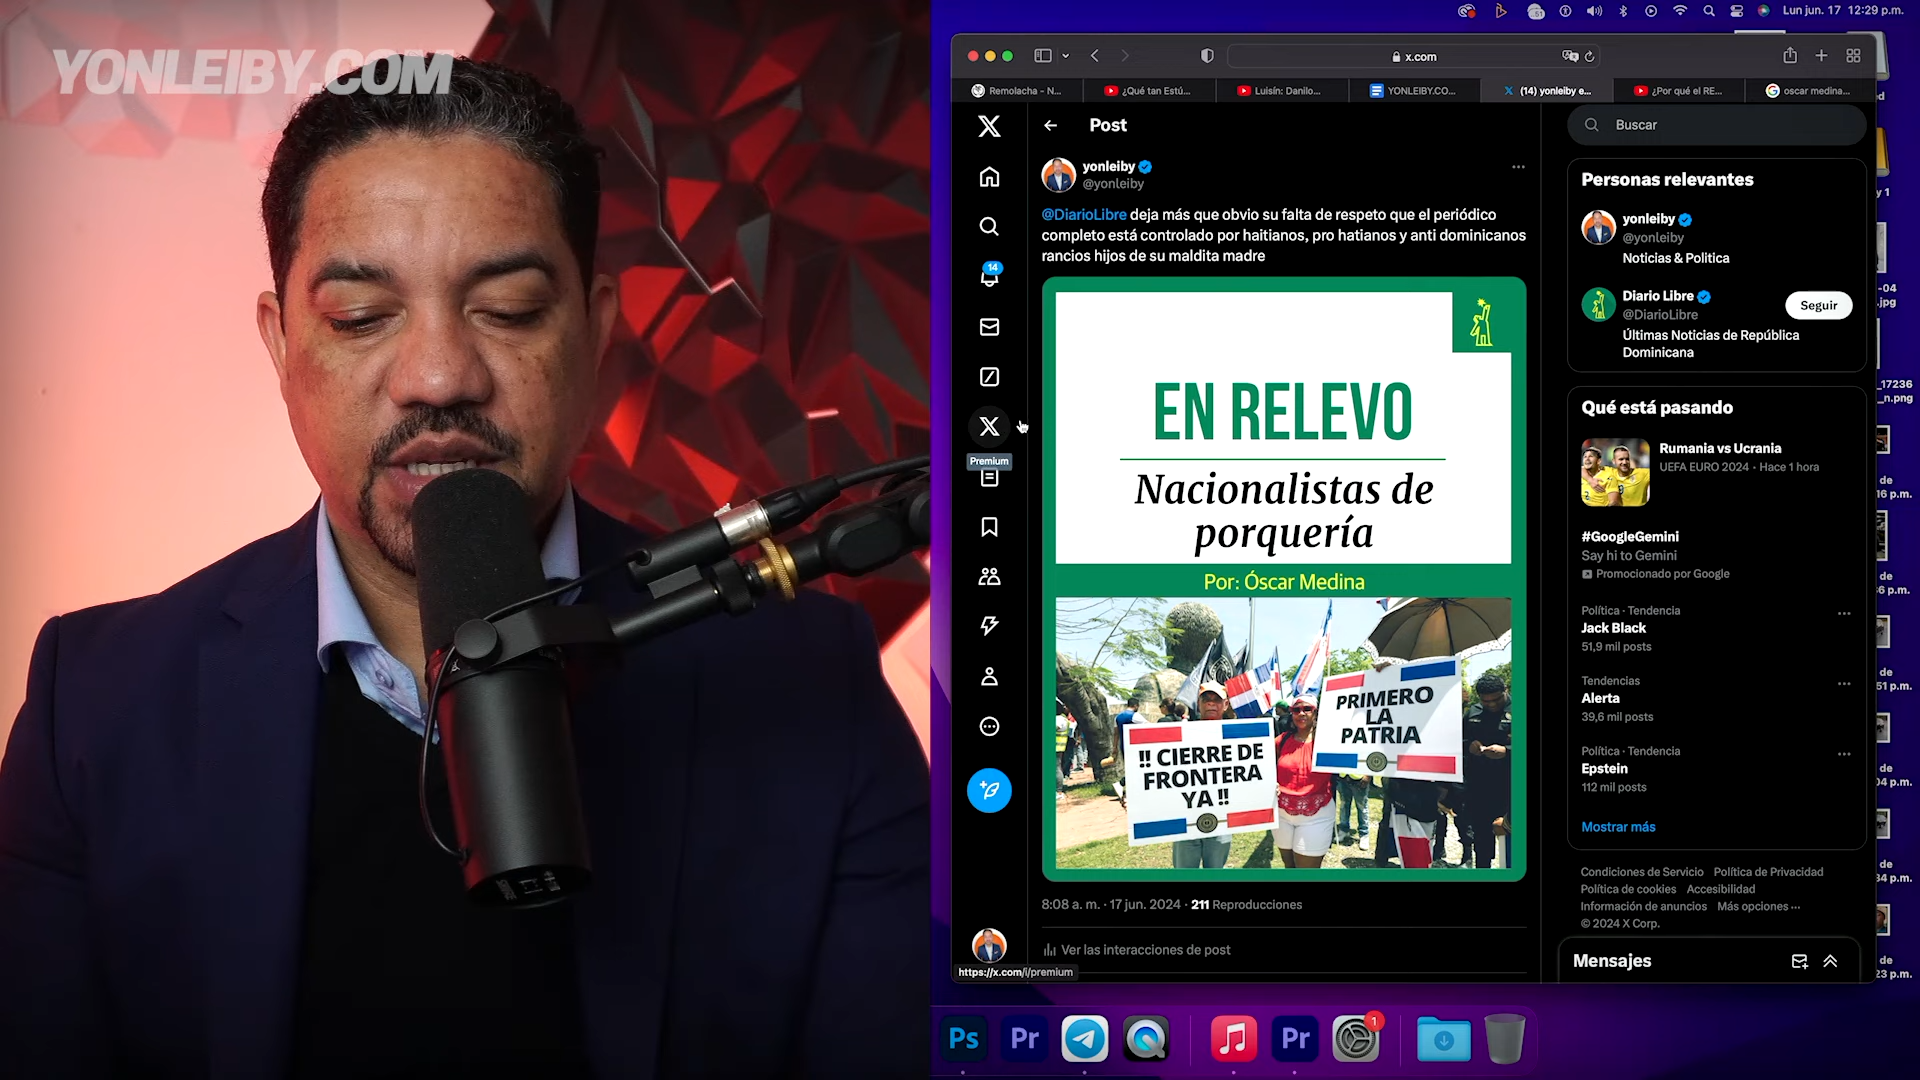 YONLEIBY.COM
Lun jun. 17 12:29 p.m.
x.com
Remolacha - N...
¿Qué tan Estú...
Luisín: Danilo...
YONLEIBY.CO...
(14) yonleiby e...
¿Por qué el RE...
oscar medina...
Post
Buscar
yonleiby
@yonleiby
@DiarioLibre deja más que obvio su falta de respeto que el periódico
completo está controlado por haitianos, pro hatianos y anti dominicanos
rancios hijos de su maldita madre
14
Premium
EN RELEVO
Nacionalistas de
porquería
Por: Óscar Medina
!! CIERRE DE
FRONTERA
YA !!
PRIMERO
LA
PATRIA
8:08 a. m. · 17 jun. 2024 · 211 Reproducciones
Ver las interacciones de post
https://x.com/i/premium
Personas relevantes
yonleiby
@yonleiby
Noticias & Politica
Diario Libre
@DiarioLibre
Seguir
Últimas Noticias de República
Dominicana
Qué está pasando
Rumania vs Ucrania
UEFA EURO 2024 · Hace 1 hora
#GoogleGemini
Say hi to Gemini
Promocionado por Google
Política · Tendencia
Jack Black
51,9 mil posts
Tendencias
Alerta
39,6 mil posts
Política · Tendencia
Epstein
112 mil posts
Mostrar más
Condiciones de Servicio Política de Privacidad
Política de cookies Accesibilidad
Información de anuncios Más opciones ···
© 2024 X Corp.
Mensajes
Ps
Pr
Pr
1